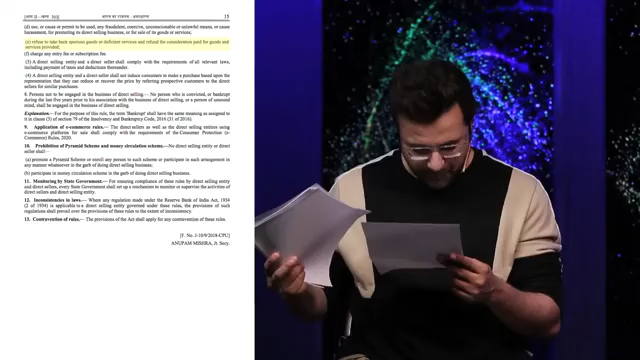 [भाग II—खण्ड 3(i)] भारत का राजपत्र : असाधारण 15
(d) use, or cause or permit to be used, any fraudulent, coercive, unconscionable or unlawful means, or cause
harassment, for promoting its direct selling business, or for sale of its goods or services;
(e) refuse to take back spurious goods or deficient services and refund the consideration paid for goods and
services provided;
(f) charge any entry fee or subscription fee.
(3) A direct selling entity and a direct seller shall comply with the requirements of all relevant laws,
including payment of taxes and deductions thereunder.
(4) A direct selling entity and a direct seller shall not induce consumers to make a purchase based upon the
representation that they can reduce or recover the price by referring prospective customers to the direct
sellers for similar purchases.
8. Persons not to be engaged in the business of direct selling.- No person who is convicted, or bankrupt
during the last five years prior to his association with the business of direct selling, or a person of unsound
mind, shall be engaged in the business of direct selling.
Explanation.- For the purpose of this rule, the term 'Bankrupt' shall have the same meaning as assigned to
it in clause (3) of section 79 of the Insolvency and Bankruptcy Code, 2016 (31 of 2016).
9. Application of e-commerce rules.- The direct sellers as well as the direct selling entities using
e-commerce platforms for sale shall comply with the requirements of the Consumer Protection (e-
Commerce) Rules, 2020.
10. Prohibition of Pyramid Scheme and money circulation scheme.- No direct selling entity or direct
seller shall-
(a) promote a Pyramid Scheme or enroll any person to such scheme or participate in such arrangement
in any manner whatsoever in the garb of doing direct selling business;
(b) participate in money circulation scheme in the garb of doing direct selling business.
11. Monitoring by State Government.- For ensuring compliance of these rules by direct selling entity
and direct sellers, every State Government shall set up a mechanism to monitor or supervise the activities of
direct sellers and direct selling entity.
12. Inconsistencies in laws.- Where any regulation made under the Reserve Bank of India Act, 1934
(2 of 1934) is applicable to a direct selling entity governed under these rules, the provisions of such
regulations shall prevail over the provisions of these rules to the extent of inconsistency.
13. Contravention of rules.- The provisions of the Act shall apply for any contravention of these rules.
[F. No. J-10/9/2018-CPU]
ANUPAM MISHRA, Jt. Secy.